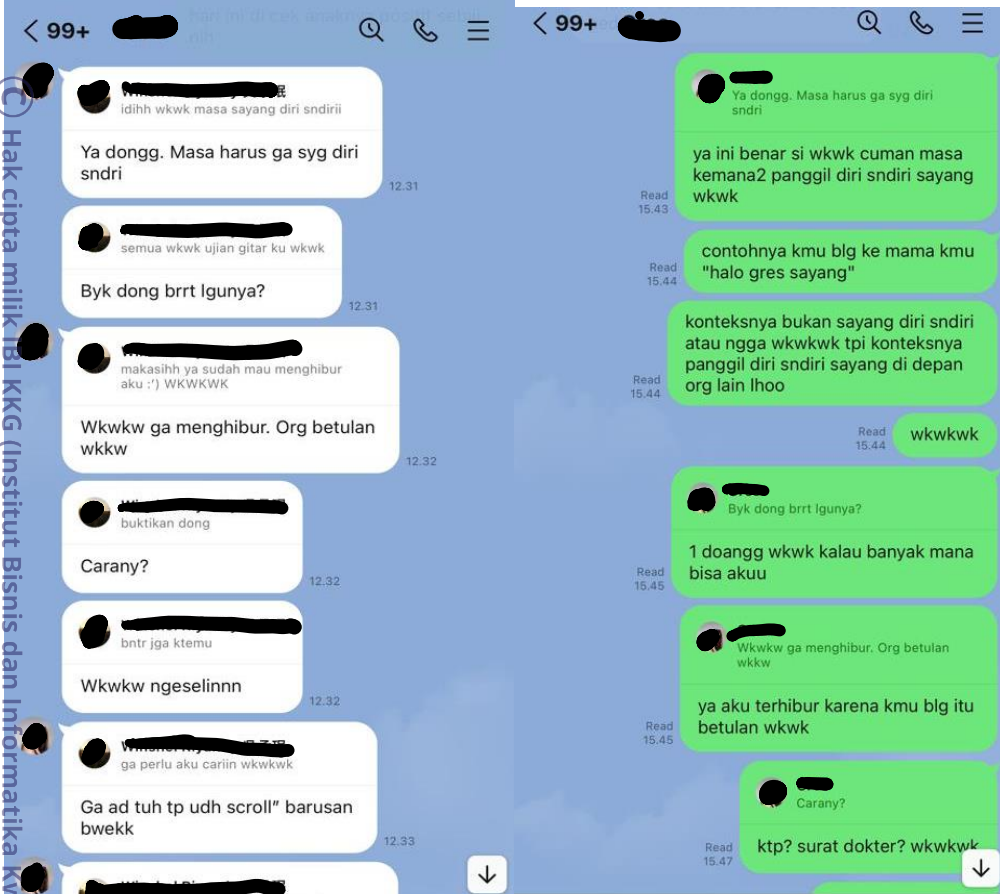 99+
idihh wkwk masa sayang diri sndirii
Ya dongg. Masa harus ga syg diri
sndri
12.31
semua wkwk ujian gitar ku wkwk
Byk dong brrt lgunya?
12.31
makasihh ya sudah mau menghibur
aku :') WKWKWK
Wkwkw ga menghibur. Org betulan
wkkw
12.32
buktikan dong
Carany?
12.32
bntr jga ktemu
Wkwkw ngeselinnn
12.32
ga perlu aku cariin wkwkwk
Ga ad tuh tp udh scroll” barusan
bwekk
12.33
99+
Ya dongg. Masa harus ga syg diri
sndri
ya ini benar si wkwk cuman masa
kemana2 panggil diri sndiri sayang
wkwk
Read
15.43
contohnya kmu blg ke mama kmu
"halo gres sayang"
Read
15.44
konteksnya bukan sayang diri sndiri
atau ngga wkwkwk tpi konteksnya
panggil diri sndiri sayang di depan
org lain lhoo
Read
15.44
wkwkwk
Read
15.44
Byk dong brrt lgunya?
1 doangg wkwk kalau banyak mana
bisa akuu
Read
15.45
Wkwkw ga menghibur. Org betulan
wkkw
ya aku terhibur karena kmu blg itu
betulan wkwk
Read
15.45
Carany?
ktp? surat dokter? wkwkwk
Read
15.47
© Hak cipta milik IBI KKG (Institut Bisnis dan Informatika Kw